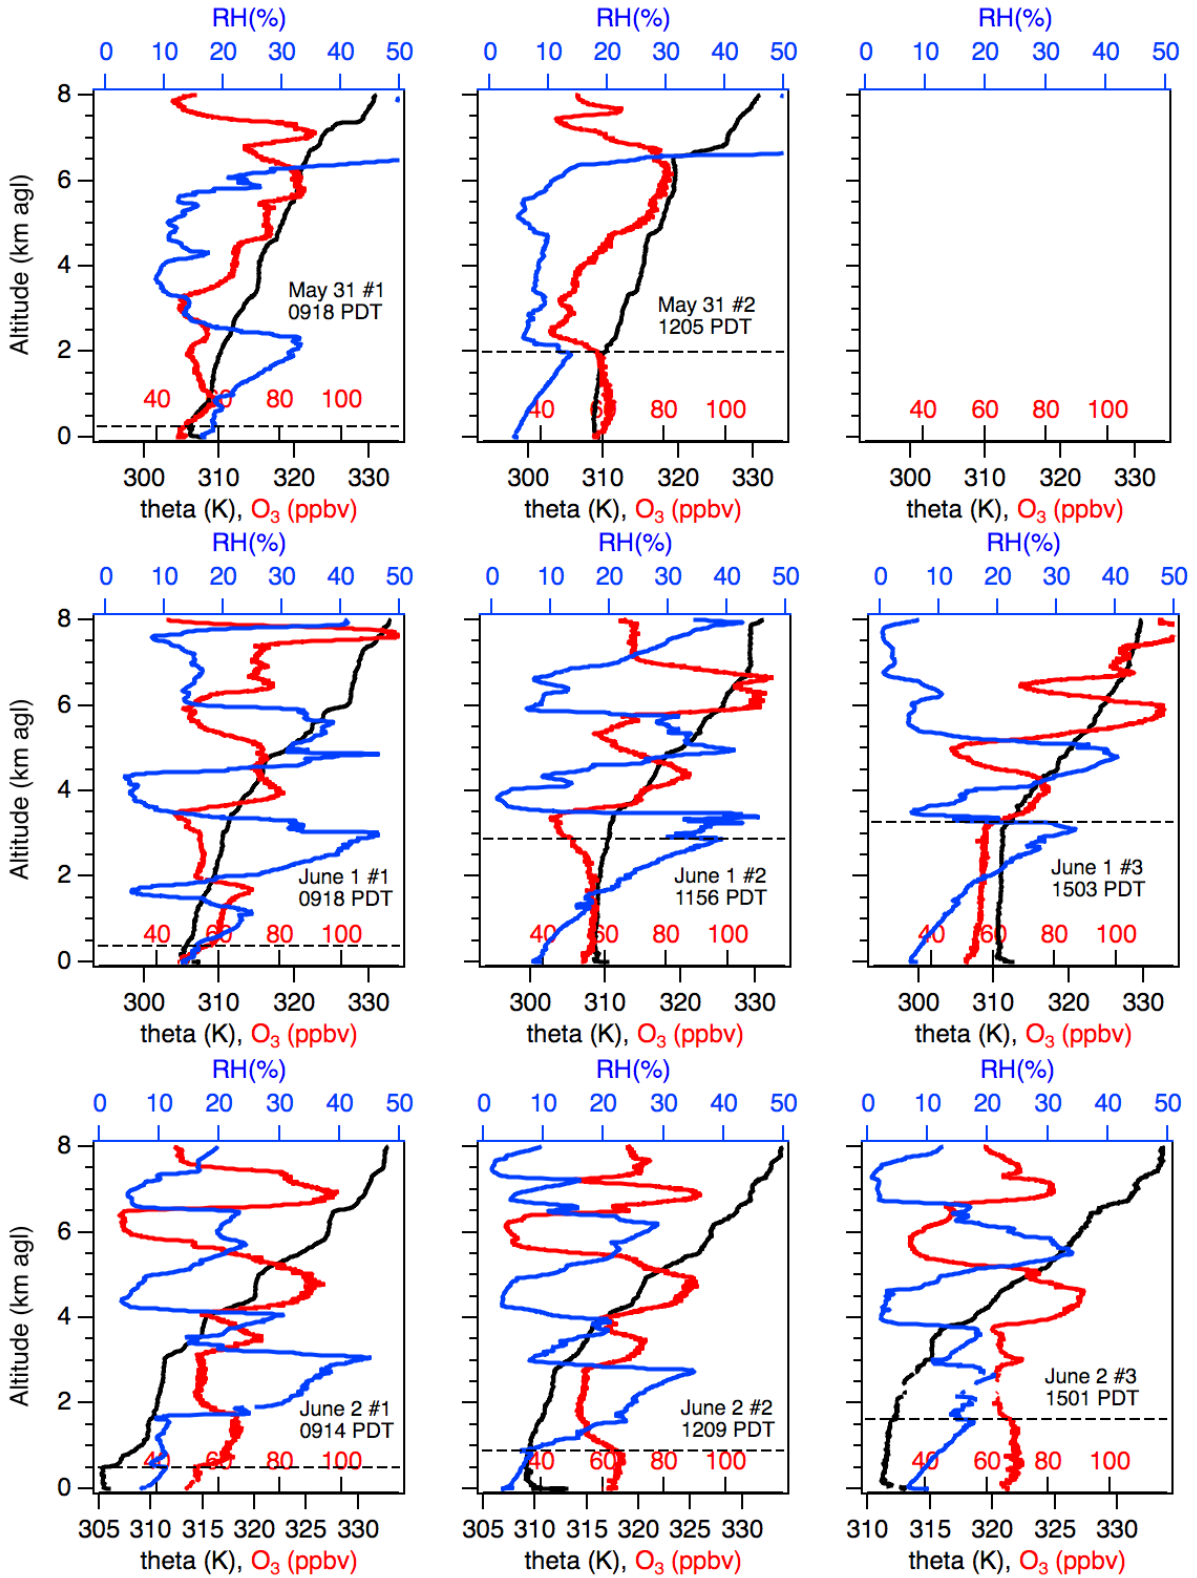 RH(%) RH(%) RH(%)
0 10 20 30 40 50 0 10 20 30 40 50 0 10 20 30 40 50
8
6
4
2
0
Altitude (km agl)
May 31 #1
0918 PDT
May 31 #2
1205 PDT
40 60 80 100 40 60 80 100 40 60 80 100
300 310 320 330 300 310 320 330 300 310 320 330
theta (K), O₃ (ppbv) theta (K), O₃ (ppbv) theta (K), O₃ (ppbv)
RH(%) RH(%) RH(%)
0 10 20 30 40 50 0 10 20 30 40 50 0 10 20 30 40 50
8
6
4
2
0
Altitude (km agl)
June 1 #1
0918 PDT
June 1 #2
1156 PDT
June 1 #3
1503 PDT
40 60 80 100 40 60 80 100 40 60 80 100
300 310 320 330 300 310 320 330 300 310 320 330
theta (K), O₃ (ppbv) theta (K), O₃ (ppbv) theta (K), O₃ (ppbv)
RH(%) RH(%) RH(%)
0 10 20 30 40 50 0 10 20 30 40 50 0 10 20 30 40 50
8
6
4
2
0
Altitude (km agl)
June 2 #1
0914 PDT
June 2 #2
1209 PDT
June 2 #3
1501 PDT
40 60 80 100 40 60 80 100 40 60 80 100
305 310 315 320 330 305 310 315 320 330 310 315 320 330
theta (K), O₃ (ppbv) theta (K), O₃ (ppbv) theta (K), O₃ (ppbv)